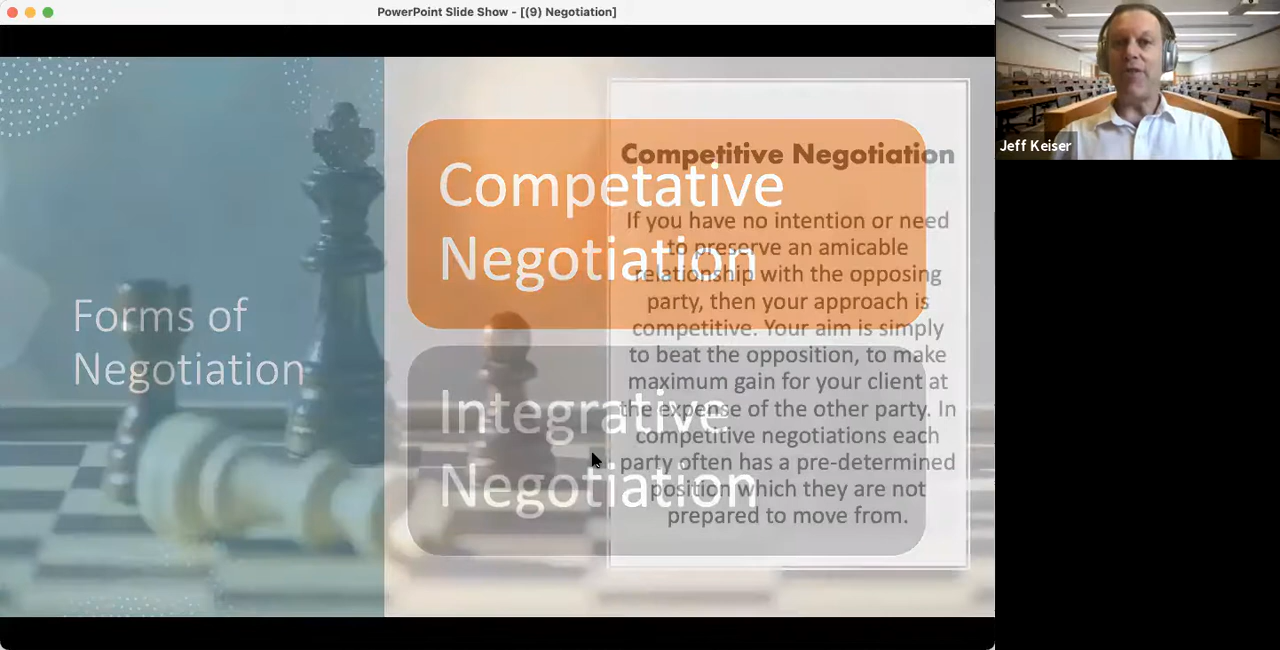 PowerPoint Slide Show - [(9) Negotiation]
Forms of
Negotiation
Competative
Negotiation
Integrative
Negotiation
Competitive Negotiation
If you have no intention or need
to preserve an amicable
relationship with the opposing
party, then your approach is
competitive. Your aim is simply
to beat the opposition, to make
maximum gain for your client at
the expense of the other party. In
competitive negotiations each
party often has a pre-determined
position which they are not
prepared to move from.
Jeff Keiser